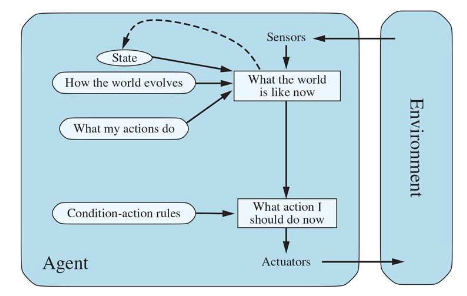 Sensors
State
How the world evolves
What the world
is like now
What my actions do
Environment
Condition-action rules
What action I
should do now
Agent
Actuators